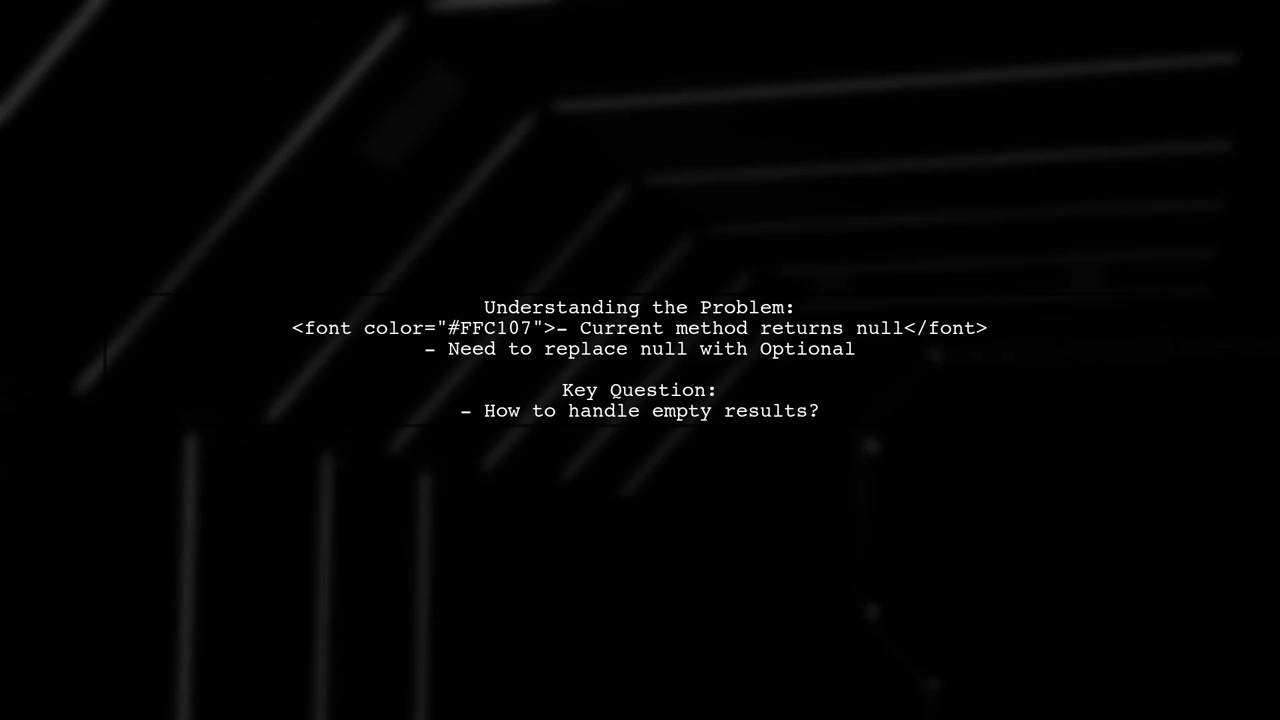 Understanding the Problem:
<font color="#FFC107">- Current method returns null</font>
- Need to replace null with Optional
Key Question:
- How to handle empty results?